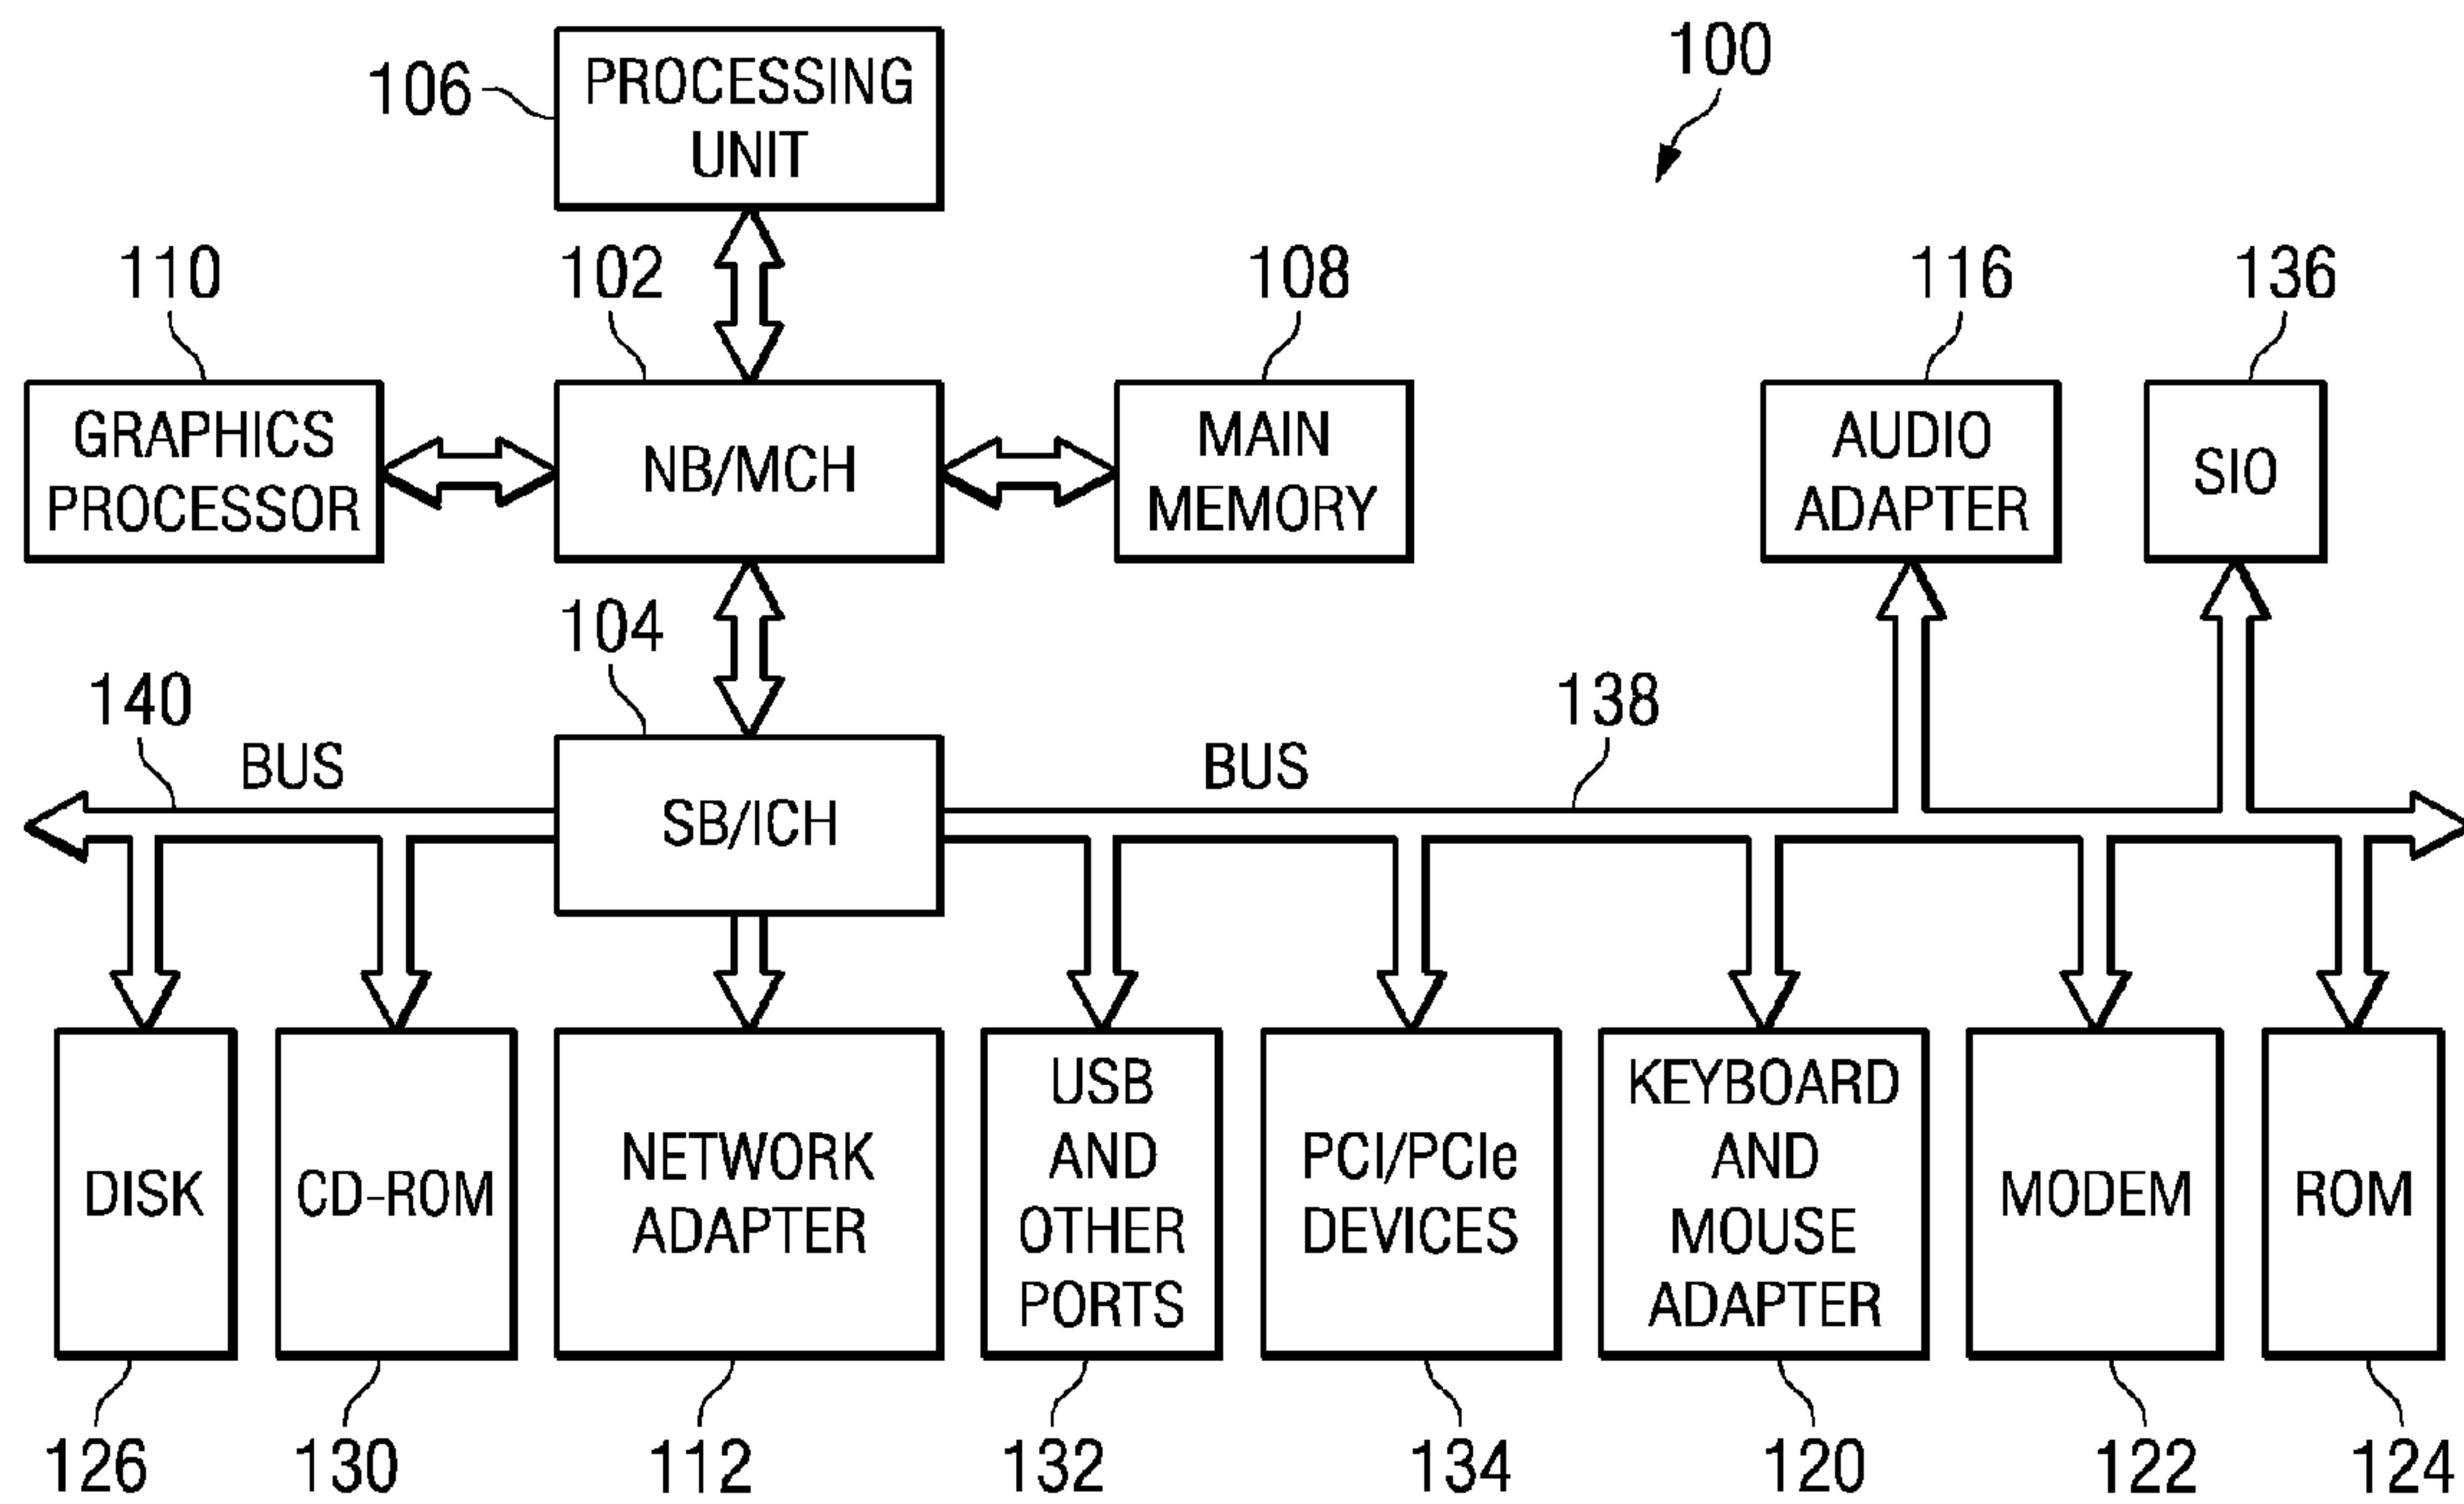 100
106
PROCESSING
UNIT
110
102
108
116
136
GRAPHICS
PROCESSOR
NB/MCH
MAIN
MEMORY
AUDIO
ADAPTER
SIO
104
140
BUS
SB/ICH
BUS
138
DISK
CD-ROM
NETWORK
ADAPTER
USB
AND
OTHER
PORTS
PCI/PCIe
DEVICES
KEYBOARD
AND
MOUSE
ADAPTER
MODEM
ROM
126
130
112
132
134
120
122
124